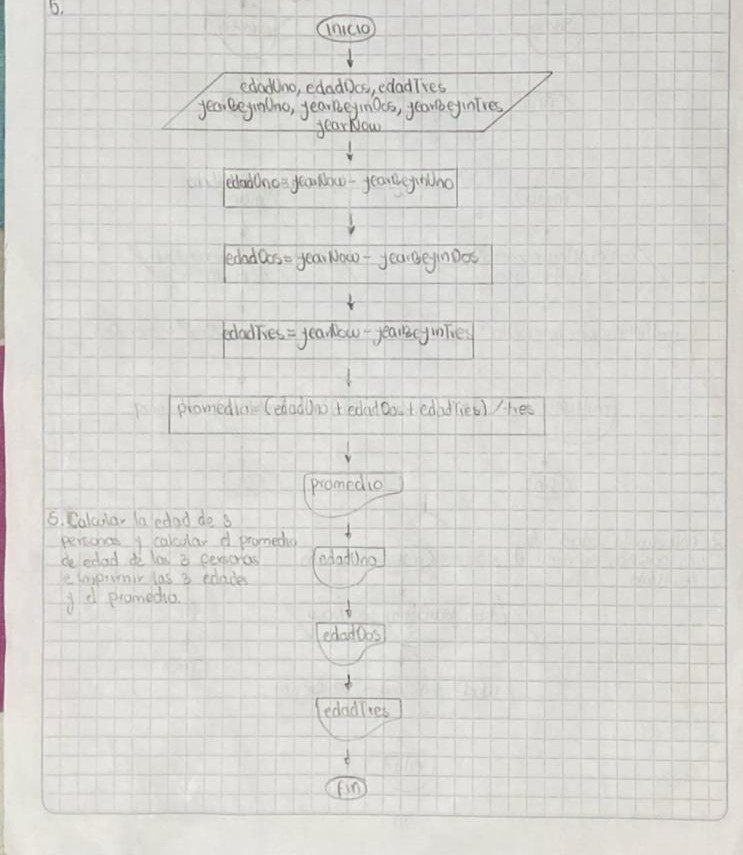 5.
inicio
edadUno, edadDos, edadTres
yearBeginUno, yearBeginDos, yearBeginTres
yearNow
edadUno = yearNow - yearBeginUno
edadDos = yearNow - yearBeginDos
edadTres = yearNow - yearBeginTres
promedio = (edadUno + edadDos + edadTres) / tres
promedio
5. Calcular la edad de 3
personas y calcular el promedio
de edad de las 3 personas
e imprimir las 3 edades
y el promedio.
edadUno
edadDos
edadTres
fin